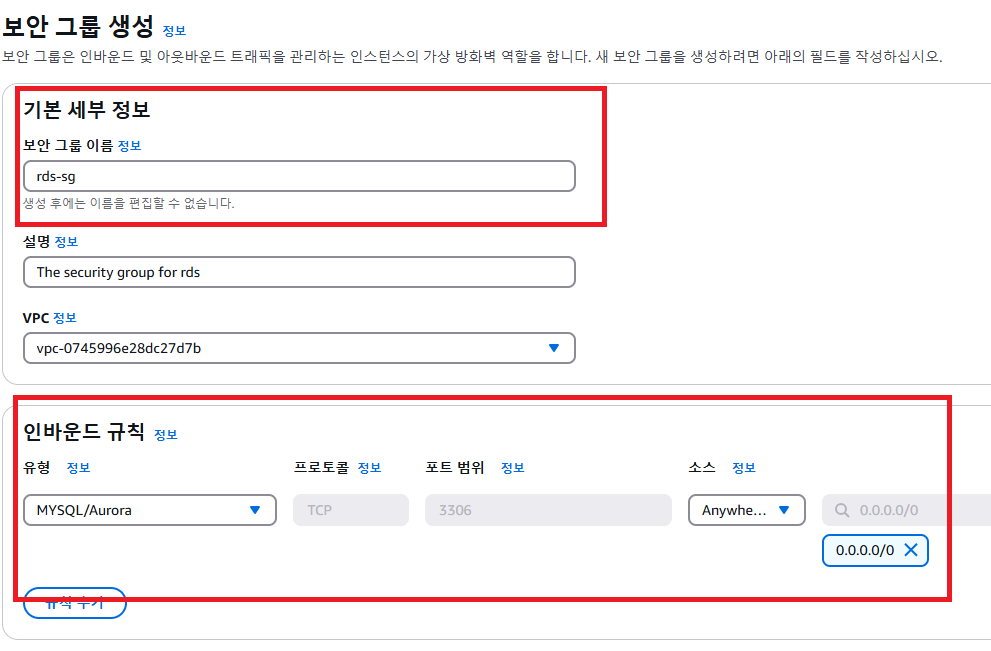 보안 그룹 생성 정보
보안 그룹은 인바운드 및 아웃바운드 트래픽을 관리하는 인스턴스의 가상 방화벽 역할을 합니다. 새 보안 그룹을 생성하려면 아래의 필드를 작성하십시오.
기본 세부 정보
보안 그룹 이름 정보
rds-sg
생성 후에는 이름을 편집할 수 없습니다.
설명 정보
The security group for rds
VPC 정보
vpc-0745996e28dc27d7b
인바운드 규칙 정보
유형 정보 프로토콜 정보 포트 범위 정보 소스 정보
MYSQL/Aurora TCP 3306 Anywhe... 0.0.0.0/0
0.0.0.0/0
규칙 추가